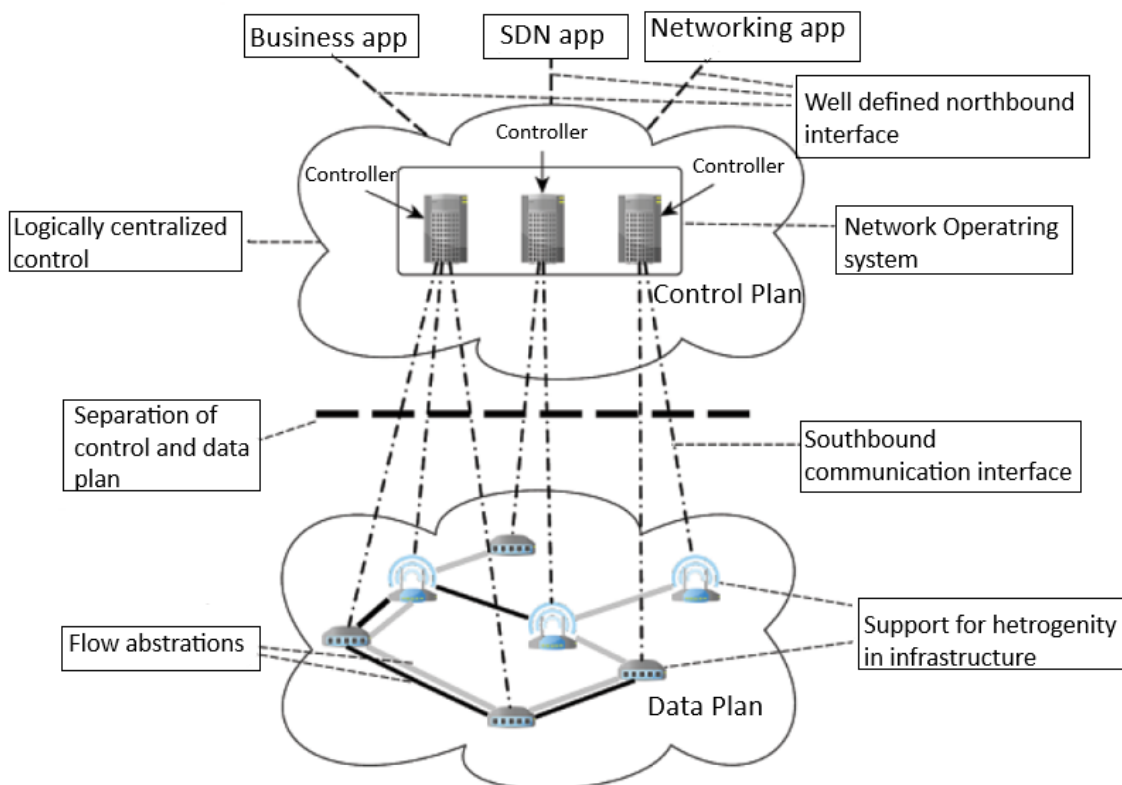 Business app
SDN app
Networking app
Well defined northbound
interface
Controller
Controller
Controller
Logically centralized
control
Network Operatring
system
Control Plan
Separation of
control and data
plan
Southbound
communication interface
Flow abstrations
Support for hetrogenity
in infrastructure
Data Plan